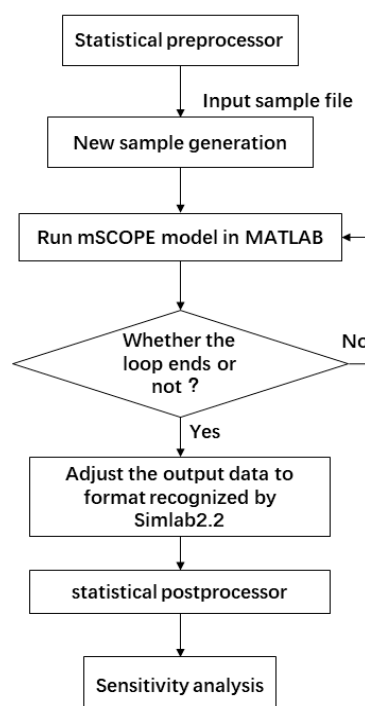 Statistical preprocessor
Input sample file
New sample generation
Run mSCOPE model in MATLAB
Whether the
loop ends or
not ?
No
Yes
Adjust the output data to
format recognized by
Simlab2.2
statistical postprocessor
Sensitivity analysis